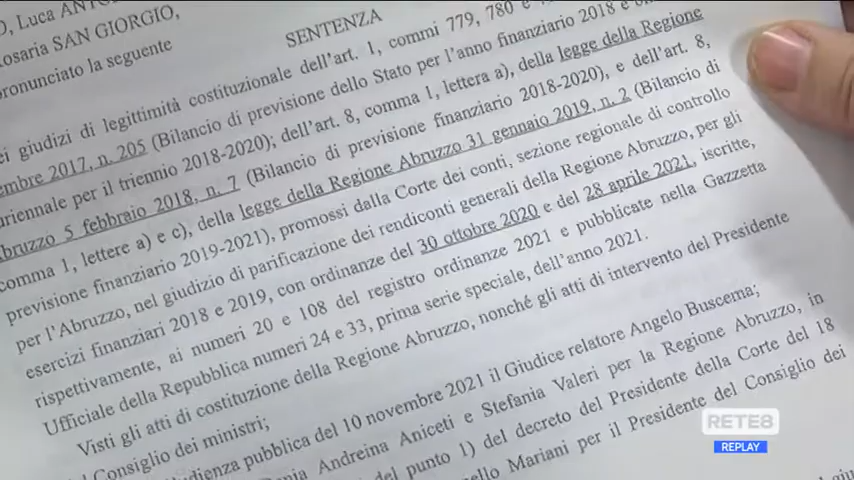 O, Luca
Rosaria SAN GIORGIO,
pronunciato la seguente
SENTENZA
giudizi di legittimità costituzionale dell'art. 1, commi 779, 780 e
2017, n. 205 (Bilancio di previsione dello Stato per l'anno finanziario 2018 e
per il triennio 2018-2020); dell'art. 8, comma 1, lettera a), della legge della Regione
Abruzzo 5 febbraio 2018, n. 7 (Bilancio di previsione finanziario 2018-2020), e dell'art. 8,
comma 1, lettere a) e c), della legge della Regione Abruzzo 31 gennaio 2019, n. 2 (Bilancio di
previsione finanziario 2019-2021), promossi dalla Corte dei conti, sezione regionale di controllo
per l'Abruzzo, nel giudizio di parificazione dei rendiconti generali della Regione Abruzzo, per gli
esercizi finanziari 2018 e 2019, con ordinanze del 30 ottobre 2020 e del 28 aprile 2021, iscritte,
rispettivamente, ai numeri 20 e 108 del registro ordinanze 2021 e pubblicate nella Gazzetta
Ufficiale della Repubblica numeri 24 e 33, prima serie speciale, dell'anno 2021.
Visti gli atti di costituzione della Regione Abruzzo, nonché gli atti di intervento del Presidente
del Consiglio dei ministri;
pubblica del 10 novembre 2021 il Giudice relatore Angelo Buscema;
Andreina Aniceti e Stefania Valeri per la Regione Abruzzo, in
del punto 1) del decreto del Presidente della Corte del 18
Mariani per il Presidente del Consiglio dei
RETE8
REPLAY